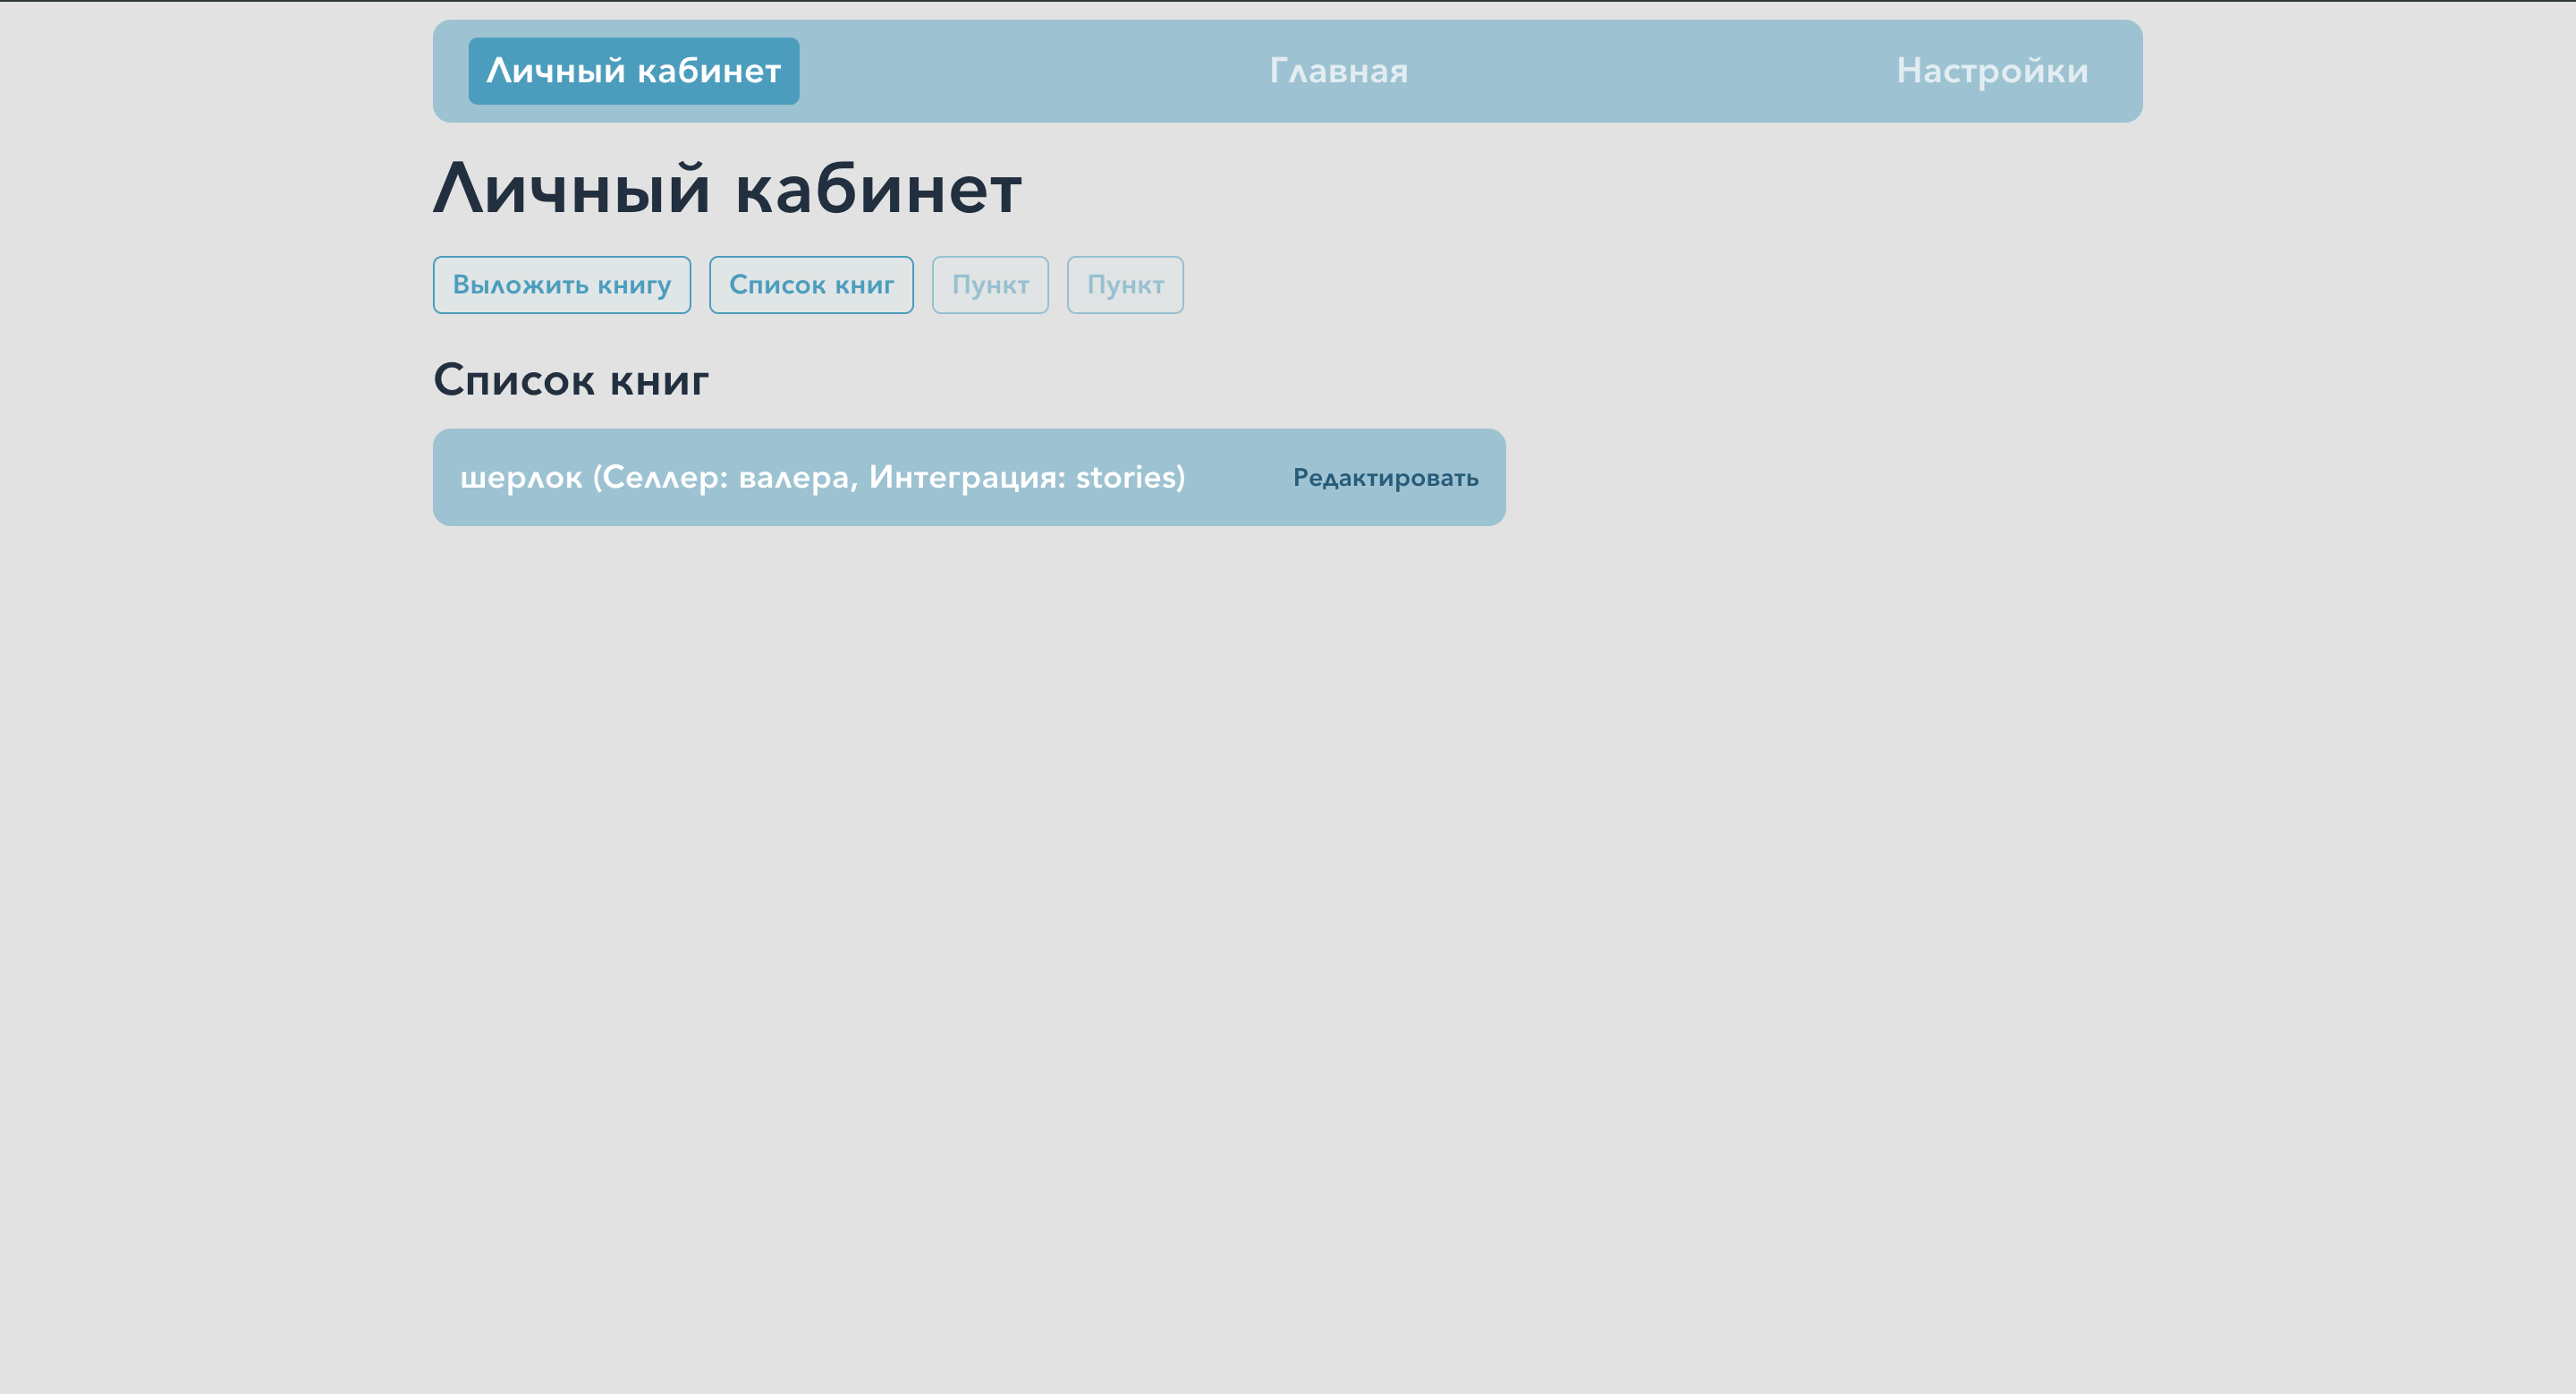 Личный кабинет Главная Настройки
Личный кабинет
Выложить книгу Список книг Пункт Пункт
Список книг
шерлок (Селлер: валера, Интеграция: stories) Редактировать